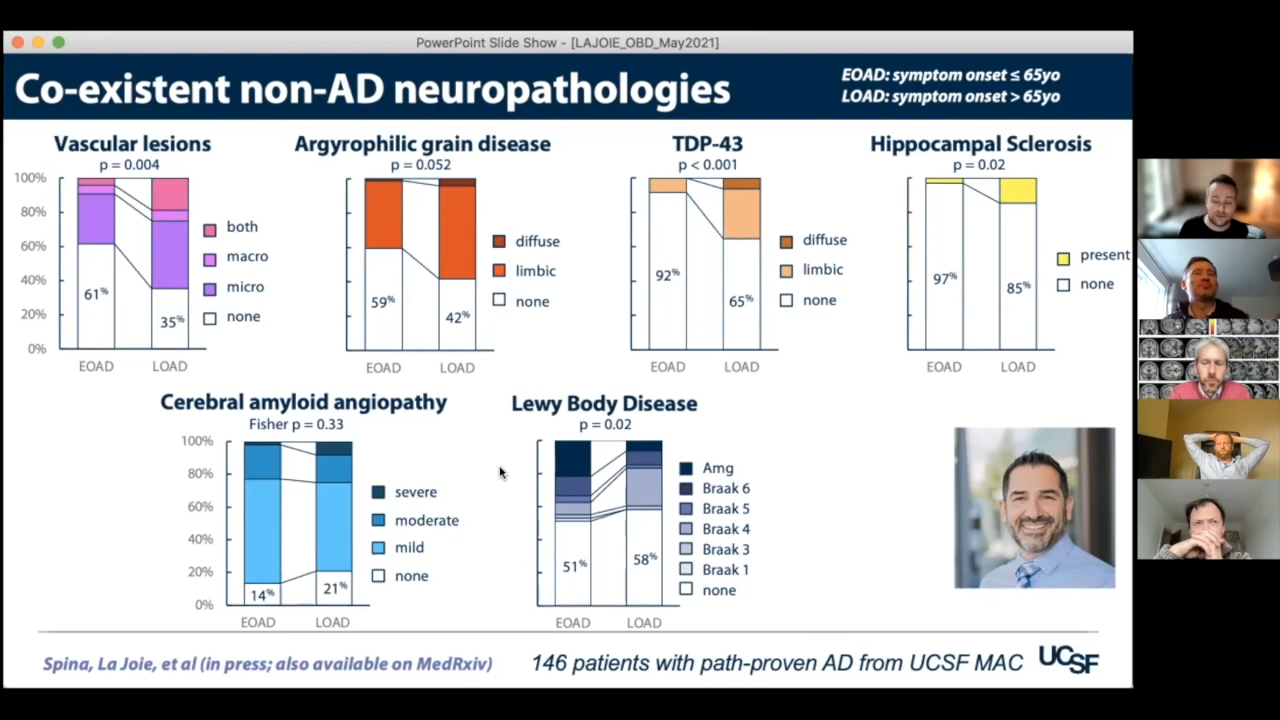 PowerPoint Slide Show - [LAJOIE_OBD_May2021]
Co-existent non-AD neuropathologies
EOAD: symptom onset ≤ 65yo
LOAD: symptom onset > 65yo
Vascular lesions
p = 0.004
100%
80%
60%
40%
20%
0%
61%
35%
EOAD
LOAD
both
macro
micro
none
Argyrophilic grain disease
p = 0.052
59%
42%
EOAD
LOAD
diffuse
limbic
none
TDP-43
p < 0.001
92%
65%
EOAD
LOAD
diffuse
limbic
none
Hippocampal Sclerosis
p = 0.02
97%
85%
EOAD
LOAD
present
none
Cerebral amyloid angiopathy
Fisher p = 0.33
100%
80%
60%
40%
20%
0%
14%
21%
EOAD
LOAD
severe
moderate
mild
none
Lewy Body Disease
p = 0.02
51%
58%
EOAD
LOAD
Amg
Braak 6
Braak 5
Braak 4
Braak 3
Braak 1
none
Spina, La Joie, et al (in press; also available on MedRxiv)
146 patients with path-proven AD from UCSF MAC
UCSF